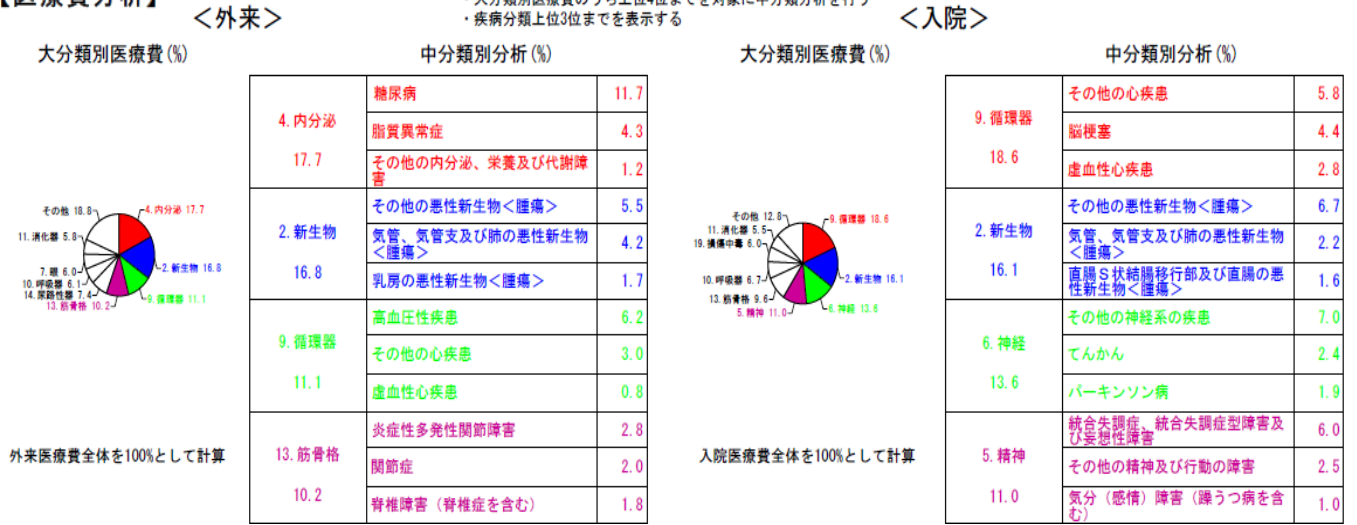 【医療費分析】
・大分類別医療費のうち上位4位までを対象に中分類分析を行う
・疾病分類上位3位までを表示する
＜外来＞
大分類別医療費(%)
中分類別分析(%)
その他 18.8
4.内分泌 17.7
11.消化器 5.8
7.眼 6.0
2.新生物 16.8
10.呼吸器 6.1
14.尿路性器 7.4
9.循環器 11.1
13.筋骨格 10.2
外来医療費全体を100%として計算
4.内分泌
17.7
糖尿病 11.7
脂質異常症 4.3
その他の内分泌、栄養及び代謝障
害 1.2
2.新生物
16.8
その他の悪性新生物＜腫瘍＞ 5.5
気管、気管支及び肺の悪性新生物
＜腫瘍＞ 4.2
乳房の悪性新生物＜腫瘍＞ 1.7
9.循環器
11.1
高血圧性疾患 6.2
その他の心疾患 3.0
虚血性心疾患 0.8
13.筋骨格
10.2
炎症性多発性関節障害 2.8
関節症 2.0
脊椎障害（脊椎症を含む） 1.8
＜入院＞
大分類別医療費(%)
中分類別分析(%)
その他 12.8
9.循環器 18.6
11.消化器 5.5
19.損傷中毒 6.0
10.呼吸器 6.7
2.新生物 16.1
13.筋骨格 9.6
6.神経 13.6
5.精神 11.0
入院医療費全体を100%として計算
9.循環器
18.6
その他の心疾患 5.8
脳梗塞 4.4
虚血性心疾患 2.8
2.新生物
16.1
その他の悪性新生物＜腫瘍＞ 6.7
気管、気管支及び肺の悪性新生物
＜腫瘍＞ 2.2
直腸Ｓ状結腸移行部及び直腸の悪
性新生物＜腫瘍＞ 1.6
6.神経
13.6
その他の神経系の疾患 7.0
てんかん 2.4
パーキンソン病 1.9
5.精神
11.0
統合失調症、統合失調症型障害及
び妄想性障害 6.0
その他の精神及び行動の障害 2.5
気分（感情）障害（躁うつ病を含
む） 1.0